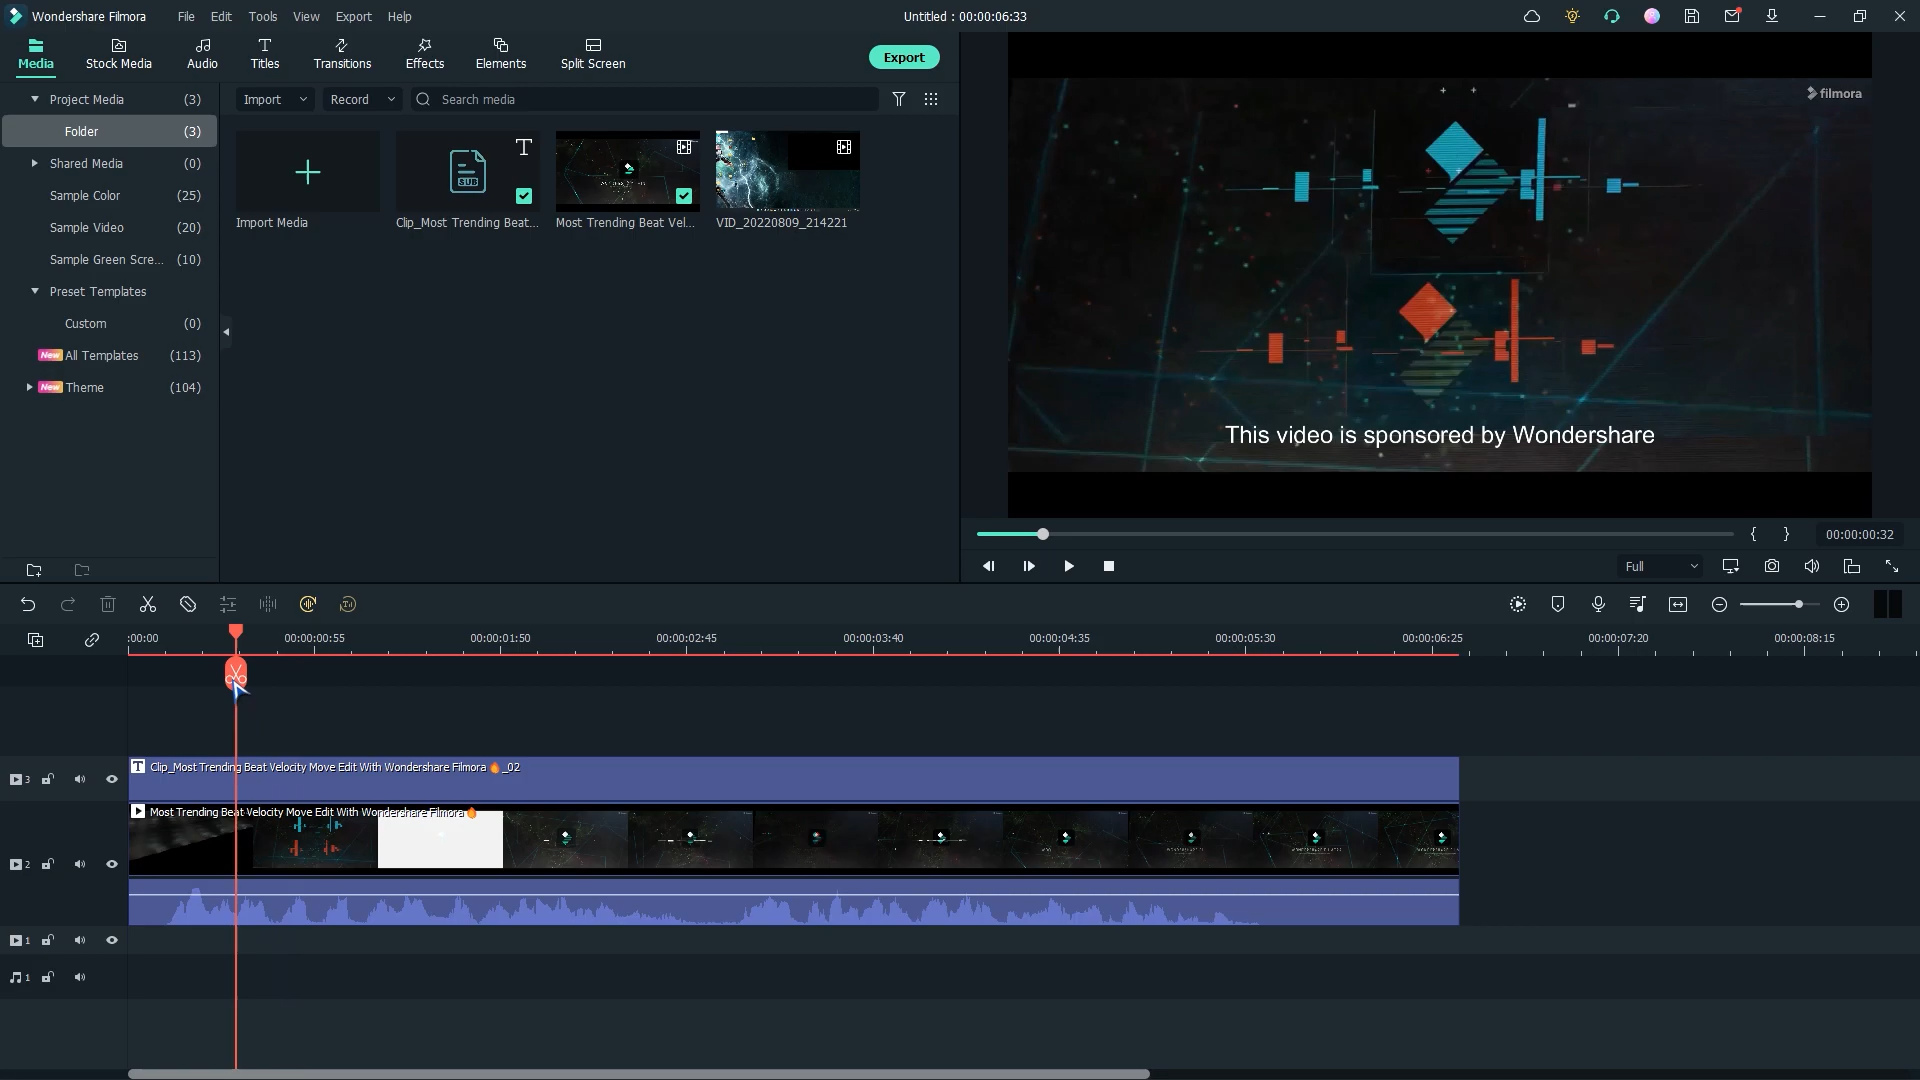 Wondershare Filmora File Edit Tools View Export Help Untitled : 00:00:06:33
Media Stock Media Audio Titles Transitions Effects Elements Split Screen Export
Project Media (3)
Folder (3)
Shared Media (0)
Sample Color (25)
Sample Video (20)
Sample Green Scre... (10)
Preset Templates
Custom (0)
New All Templates (113)
New Theme (104)
Import Record Search media
T
SUB
Import Media Clip_Most Trending Beat... Most Trending Beat Vel... VID_20220809_214221
filmora
This video is sponsored by Wondershare
{ } 00:00:00:32
Full
:00:00 00:00:00:55 00:00:01:50 00:00:02:45 00:00:03:40 00:00:04:35 00:00:05:30 00:00:06:25 00:00:07:20 00:00:08:15
3 T Clip_Most Trending Beat Velocity Move Edit With Wondershare Filmora 🔥_02
Most Trending Beat Velocity Move Edit With Wondershare Filmora 🔥
2
1
1